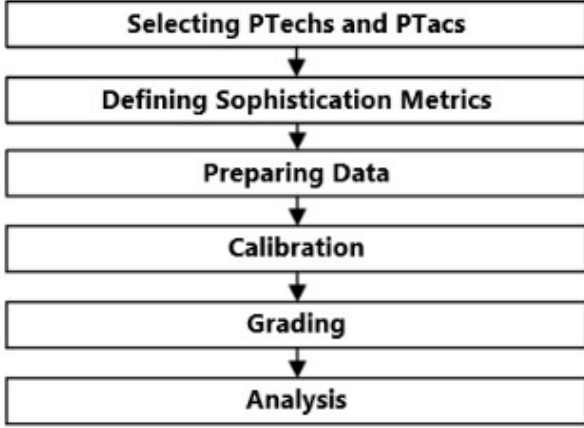 Selecting PTechs and PTacs
Defining Sophistication Metrics
Preparing Data
Calibration
Grading
Analysis